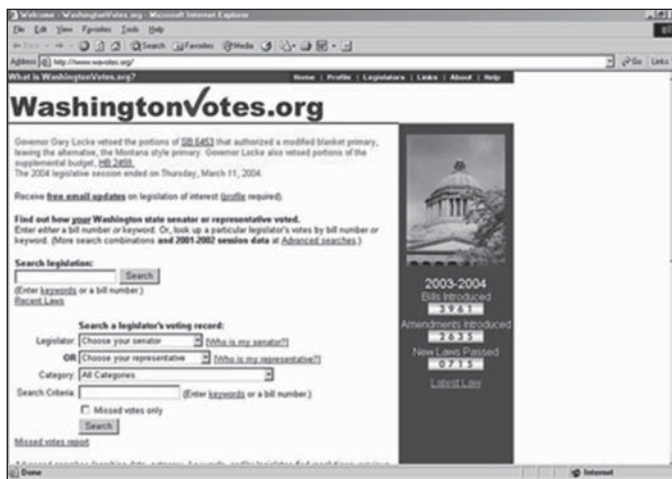 Welcome - WashingtonVotes.org - Microsoft Internet Explorer
File Edit View Favorites Tools Help
Back Search Favorites Media
Address http://www.wavotes.org/ Go Links
What is WashingtonVotes.org? Home | Profile | Legislators | Links | About | Help
WashingtonVotes.org
Governor Gary Locke vetoed the portions of SB 6453 that authorized a modified blanket primary,
leaving the alternative, the Montana style primary. Governor Locke also vetoed portions of the
supplemental budget, HB 2459.
The 2004 legislative session ended on Thursday, March 11, 2004.
Receive free email updates on legislation of interest (profile required).
Find out how your Washington state senator or representative voted.
Enter either a bill number or keyword. Or, look up a particular legislator's votes by bill number or
keyword. (More search combinations and 2001-2002 session data at Advanced searches.)
Search legislation:
Search
(Enter keywords or a bill number.)
Recent Laws
Search a legislator's voting record:
Legislator: Choose your senator [Who is my senator?]
OR Choose your representative [Who is my representative?]
Category: All Categories
Search Criteria: (Enter keywords or a bill number.)
Missed votes only
Search
Missed votes report
2003-2004
Bills Introduced
3961
Amendments Introduced
2635
New Laws Passed
0715
Latest Law
Done Internet